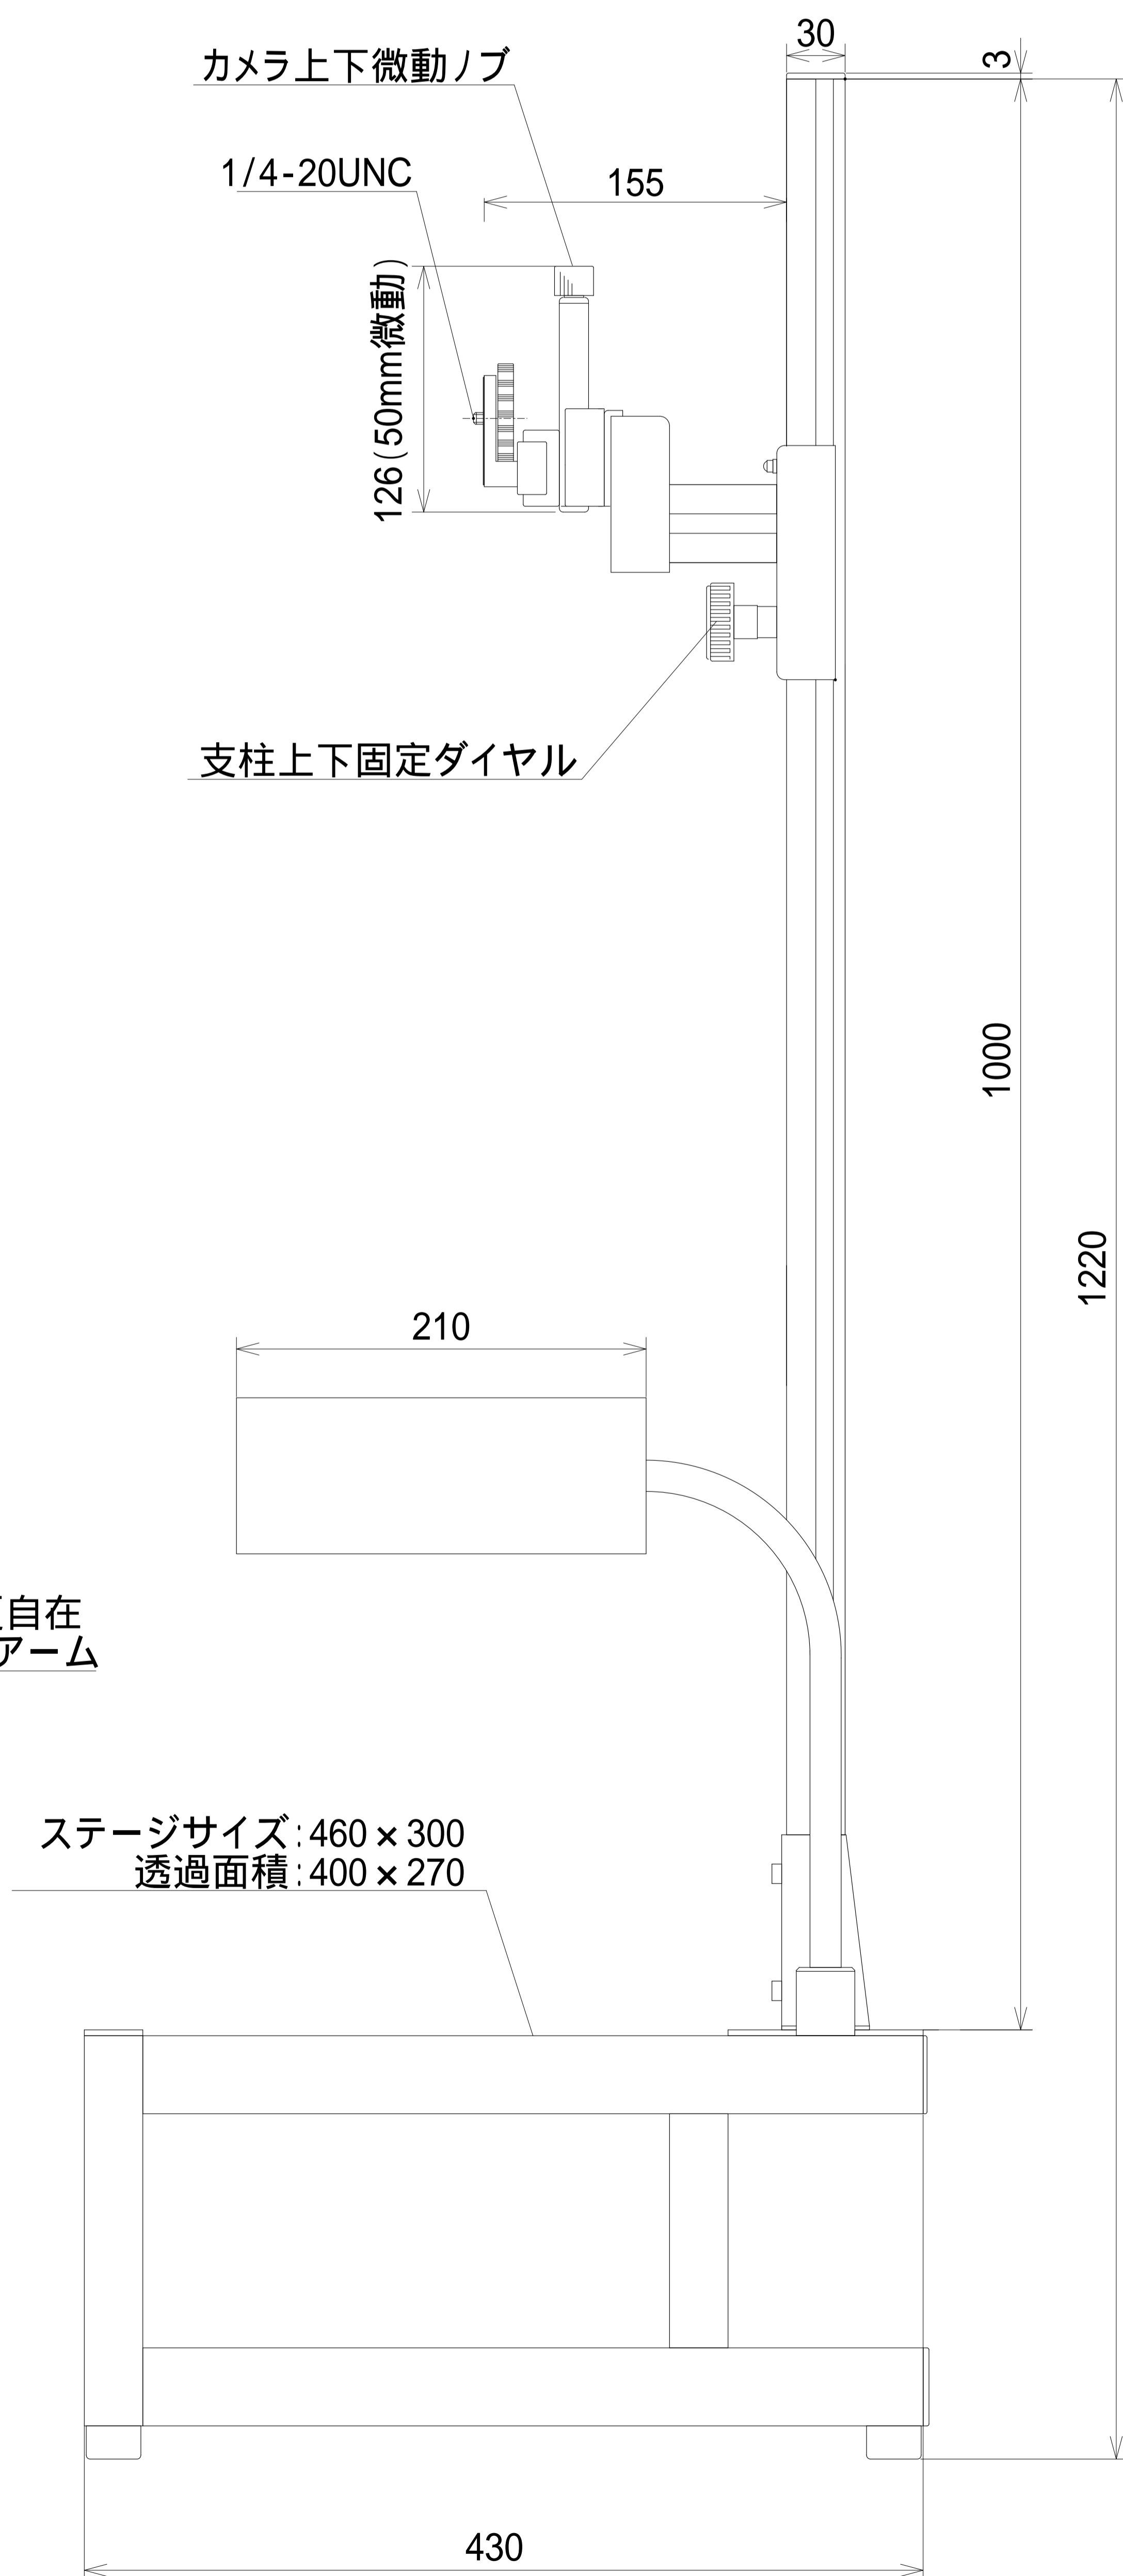 30
3
カメラ上下微動ノブ
1/4-20UNC
155
126(50mm微動)
支柱上下固定ダイヤル
1000
1220
210
自在
アーム
ステージサイズ:460×300
透過面積:400×270
430